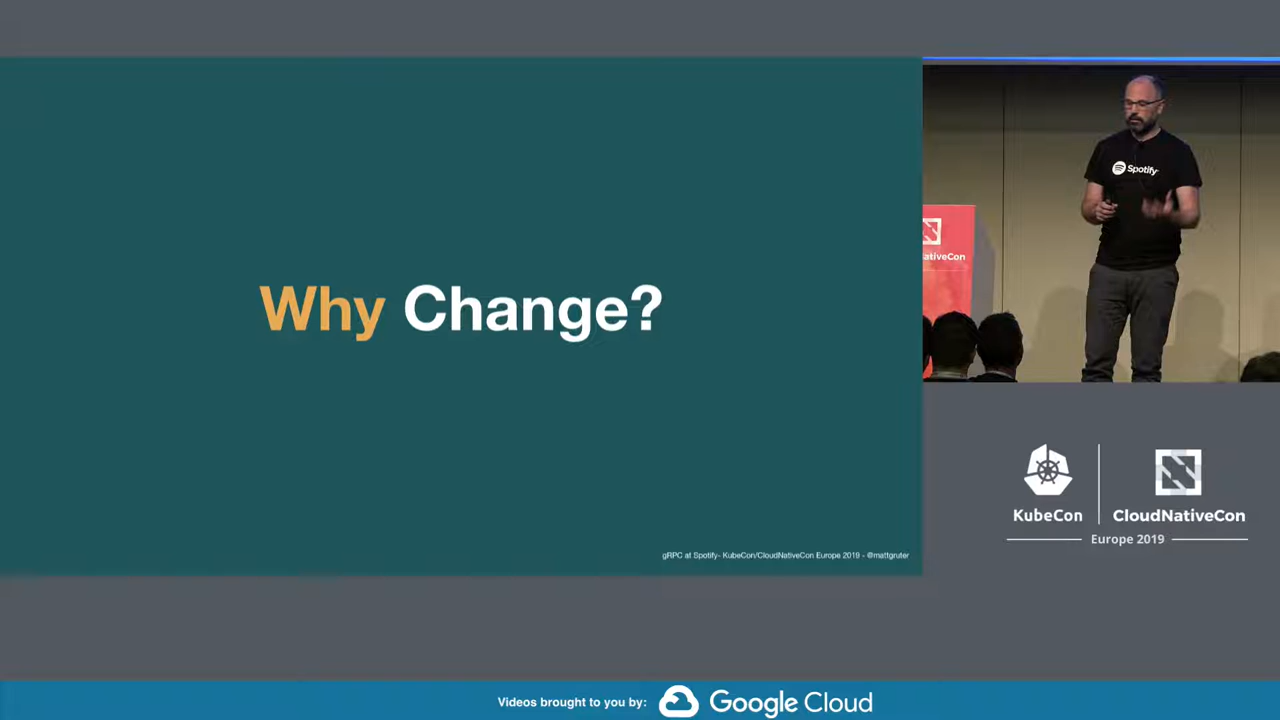 Why Change?
gRPC at Spotify- KubeCon/CloudNativeCon Europe 2019 - @mattgruter
Spotify
ativeCon
KubeCon
CloudNativeCon
Europe 2019
Videos brought to you by: Google Cloud